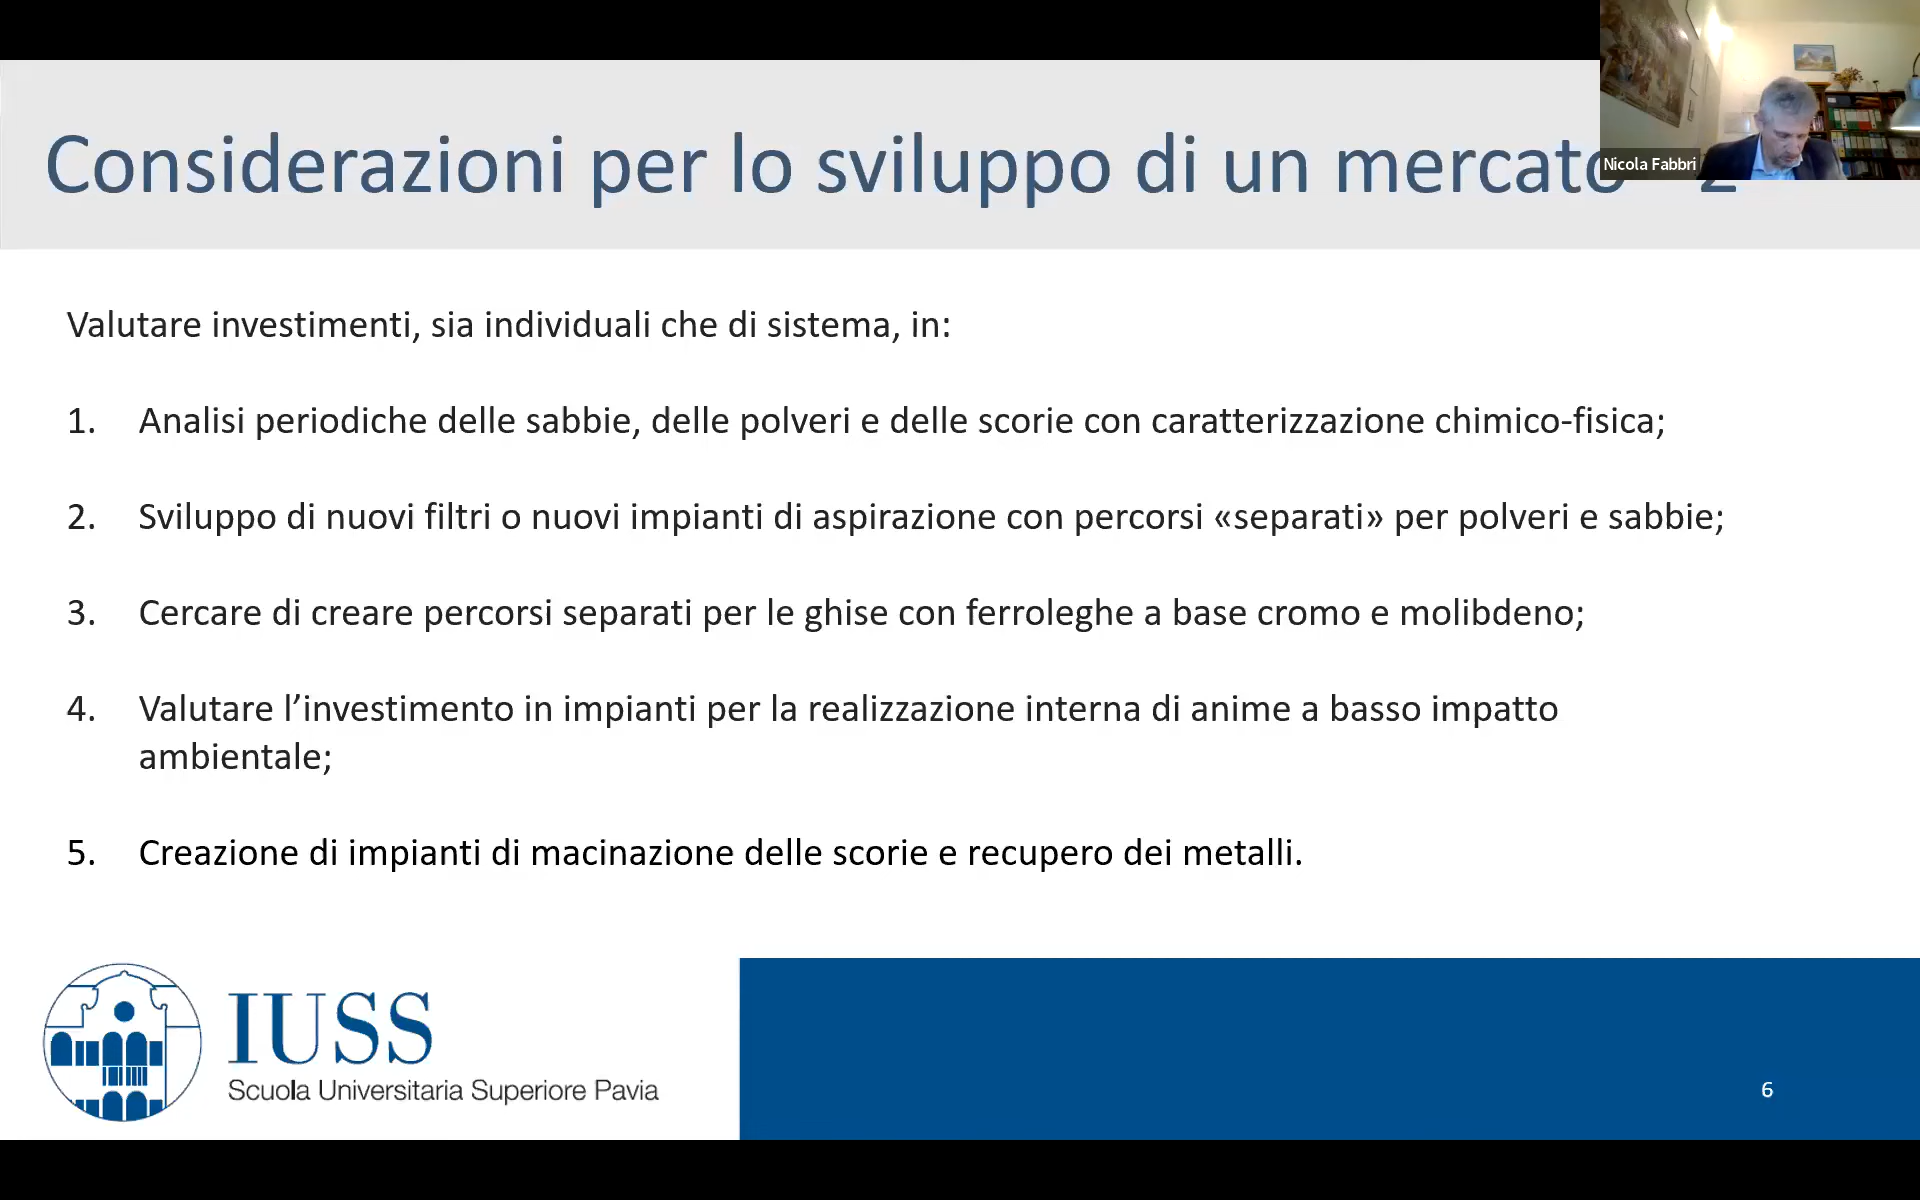 Considerazioni per lo sviluppo di un mercato
Nicola Fabbri
Valutare investimenti, sia individuali che di sistema, in:
1. Analisi periodiche delle sabbie, delle polveri e delle scorie con caratterizzazione chimico-fisica;
2. Sviluppo di nuovi filtri o nuovi impianti di aspirazione con percorsi «separati» per polveri e sabbie;
3. Cercare di creare percorsi separati per le ghise con ferroleghe a base cromo e molibdeno;
4. Valutare l’investimento in impianti per la realizzazione interna di anime a basso impatto
ambientale;
5. Creazione di impianti di macinazione delle scorie e recupero dei metalli.
IUSS
Scuola Universitaria Superiore Pavia
6